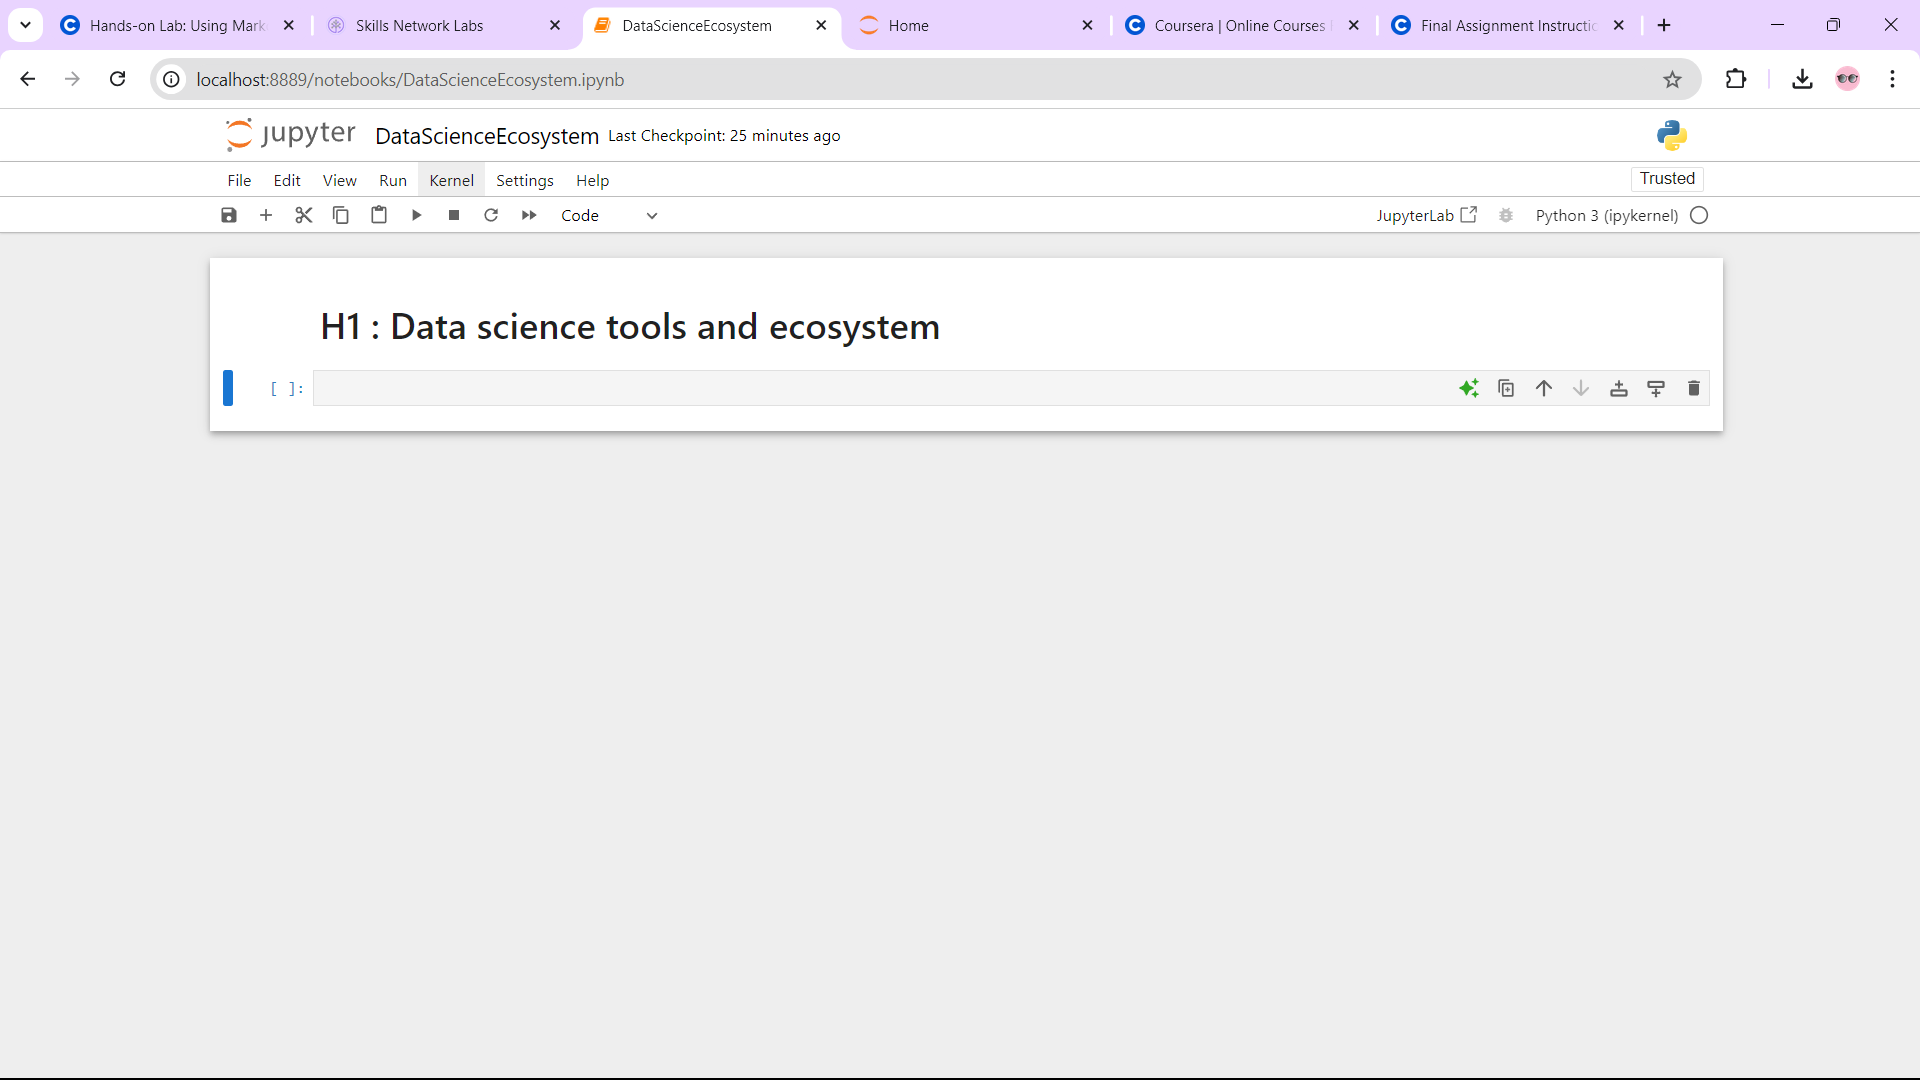 Hands-on Lab: Using Mark
Skills Network Labs
DataScienceEcosystem
Home
Coursera | Online Courses
Final Assignment Instructio
localhost:8889/notebooks/DataScienceEcosystem.ipynb
jupyter DataScienceEcosystem Last Checkpoint: 25 minutes ago
File Edit View Run Kernel Settings Help Trusted
Code JupyterLab Python 3 (ipykernel)
H1 : Data science tools and ecosystem
[ ]: